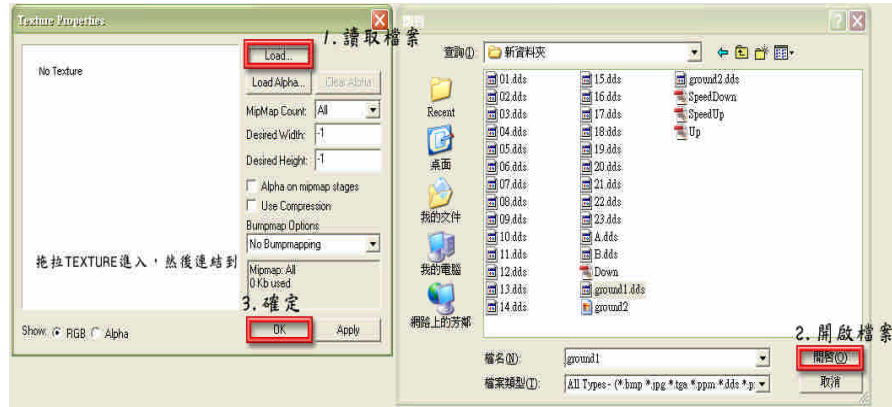 Texture Properties
1. 讀取檔案
Load...
No Texture
Load Alpha...
Clear Alpha
MipMap Count:
All
Desired Width:
-1
Desired Height:
-1
Alpha on mipmap stages
Use Compression
Bumpmap Options
No Bumpmapping
拖拉TEXTURE進入，然後連結到
Mipmap: All
0 Kb used
3. 確定
Show:
RGB
Alpha
OK
Apply
查詢(I):
新資料夾
Recent
桌面
我的文件
我的電腦
網路上的芳鄰
01.dds
02.dds
03.dds
04.dds
05.dds
06.dds
07.dds
08.dds
09.dds
10.dds
11.dds
12.dds
13.dds
14.dds
15.dds
16.dds
17.dds
18.dds
19.dds
20.dds
21.dds
22.dds
23.dds
A.dds
B.dds
Down
ground1.dds
ground2
ground2.dds
SpeedDown
SpeedUp
Up
2. 開啟檔案
檔名(N):
ground1
開啟(O)
檔案類型(T):
All Types - (*.bmp *.jpg *.tga *.ppm *.dds *.p
取消